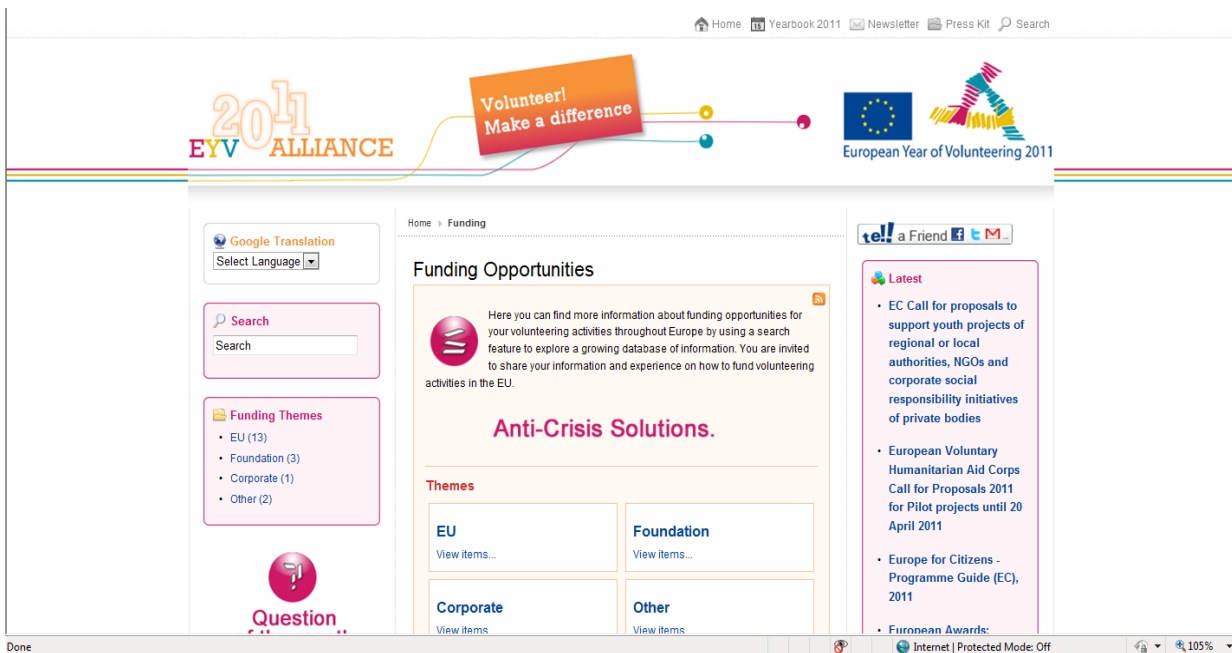 Home Yearbook 2011 Newsletter Press Kit Search
2011
EYV ALLIANCE
Volunteer!
Make a difference
European Year of Volunteering 2011
Google Translation
Select Language
Search
Search
Funding Themes
• EU (13)
• Foundation (3)
• Corporate (1)
• Other (2)
Question
Home Funding
Funding Opportunities
Here you can find more information about funding opportunities for
your volunteering activities throughout Europe by using a search
feature to explore a growing database of information. You are invited
to share your information and experience on how to fund volunteering
activities in the EU.
Anti-Crisis Solutions.
Themes
EU
View items...
Foundation
View items...
Corporate
View items
Other
View items
tell a Friend
Latest
• EC Call for proposals to
support youth projects of
regional or local
authorities, NGOs and
corporate social
responsibility initiatives
of private bodies
• European Voluntary
Humanitarian Aid Corps
Call for Proposals 2011
for Pilot projects until 20
April 2011
• Europe for Citizens -
Programme Guide (EC),
2011
• European Awards:
Done
Internet | Protected Mode: Off
105%